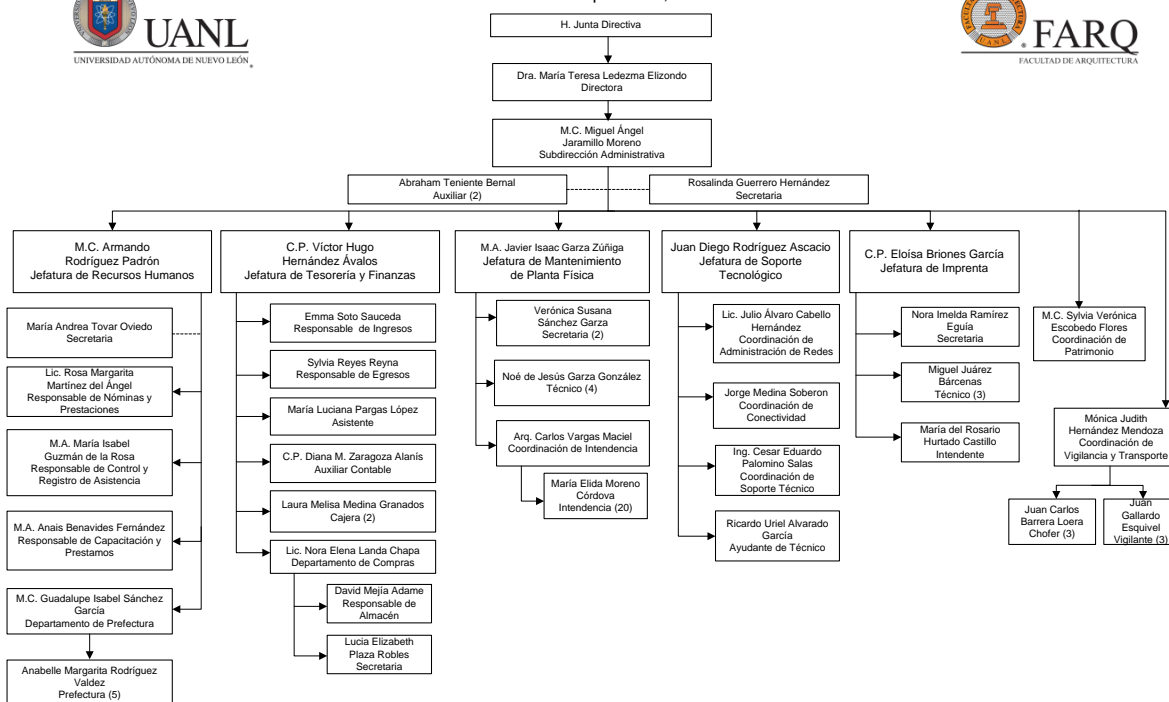 UANL
UNIVERSIDAD AUTÓNOMA DE NUEVO LEÓN
FARQ
FACULTAD DE ARQUITECTURA
H. Junta Directiva
Dra. María Teresa Ledezma Elizondo
Directora
M.C. Miguel Ángel
Jaramillo Moreno
Subdirección Administrativa
Abraham Teniente Bernal
Auxiliar (2)
Rosalinda Guerrero Hernández
Secretaria
M.C. Armando
Rodríguez Padrón
Jefatura de Recursos Humanos
María Andrea Tovar Oviedo
Secretaria
Lic. Rosa Margarita
Martínez del Ángel
Responsable de Nóminas y
Prestaciones
M.A. María Isabel
Guzmán de la Rosa
Responsable de Control y
Registro de Asistencia
M.A. Anais Benavides Fernández
Responsable de Capacitación y
Prestamos
M.C. Guadalupe Isabel Sánchez
García
Departamento de Prefectura
Anabelle Margarita Rodríguez
Valdez
Prefectura (5)
C.P. Víctor Hugo
Hernández Ávalos
Jefatura de Tesorería y Finanzas
Emma Soto Sauceda
Responsable de Ingresos
Sylvia Reyes Reyna
Responsable de Egresos
María Luciana Pargas López
Asistente
C.P. Diana M. Zaragoza Alanís
Auxiliar Contable
Laura Melisa Medina Granados
Cajera (2)
Lic. Nora Elena Landa Chapa
Departamento de Compras
David Mejía Adame
Responsable de
Almacén
Lucia Elizabeth
Plaza Robles
Secretaria
M.A. Javier Isaac Garza Zúñiga
Jefatura de Mantenimiento
de Planta Física
Verónica Susana
Sánchez Garza
Secretaria (2)
Noé de Jesús Garza González
Técnico (4)
Arq. Carlos Vargas Maciel
Coordinación de Intendencia
María Elida Moreno
Córdova
Intendencia (20)
Juan Diego Rodríguez Ascacio
Jefatura de Soporte
Tecnológico
Lic. Julio Álvaro Cabello
Hernández
Coordinación de
Administración de Redes
Jorge Medina Soberon
Coordinación de
Conectividad
Ing. Cesar Eduardo
Palomino Salas
Coordinación de
Soporte Técnico
Ricardo Uriel Alvarado
García
Ayudante de Técnico
C.P. Eloísa Briones García
Jefatura de Imprenta
Nora Imelda Ramírez
Eguía
Secretaria
Miguel Juárez
Bárcenas
Técnico (3)
María del Rosario
Hurtado Castillo
Intendente
M.C. Sylvia Verónica
Escobedo Flores
Coordinación de
Patrimonio
Mónica Judith
Hernández Mendoza
Coordinación de
Vigilancia y Transporte
Juan Carlos
Barrera Loera
Chofer (3)
Juan
Gallardo
Esquivel
Vigilante (3)